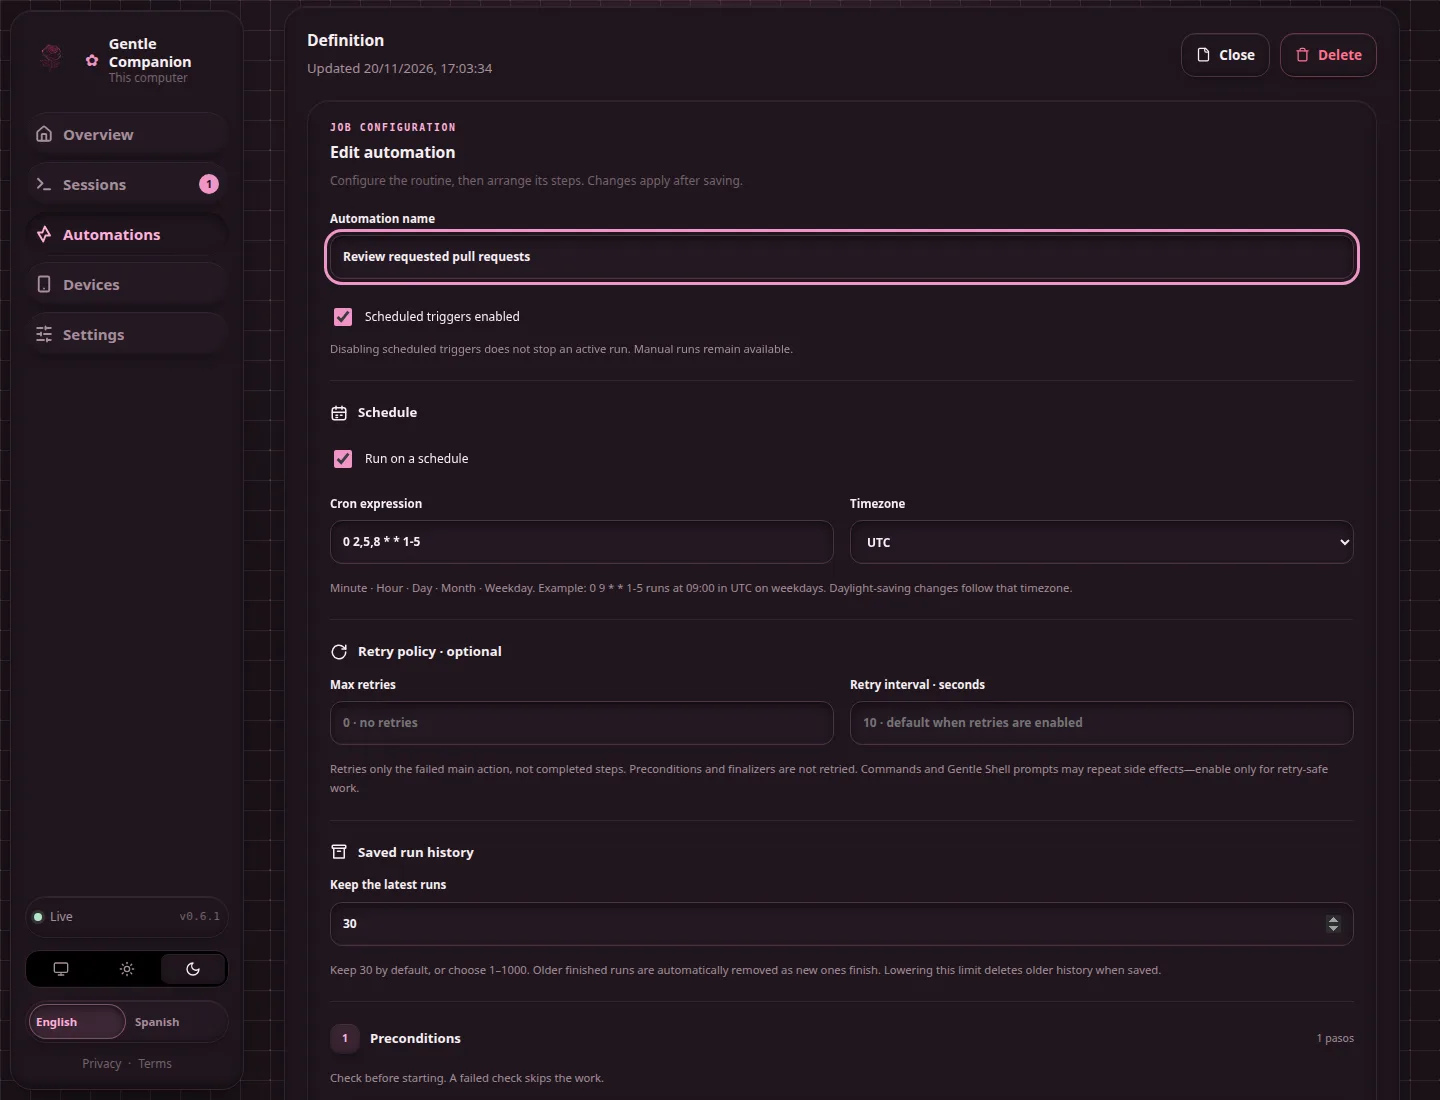 Gentle
Companion
This computer
Overview
Sessions 1
Automations
Devices
Settings
Live v0.6.1
English Spanish
Privacy · Terms
Definition
Updated 20/11/2026, 17:03:34
Close Delete
JOB CONFIGURATION
Edit automation
Configure the routine, then arrange its steps. Changes apply after saving.
Automation name
Review requested pull requests
Scheduled triggers enabled
Disabling scheduled triggers does not stop an active run. Manual runs remain available.
Schedule
Run on a schedule
Cron expression Timezone
0 2,5,8 * * 1-5 UTC
Minute · Hour · Day · Month · Weekday. Example: 0 9 * * 1-5 runs at 09:00 in UTC on weekdays. Daylight-saving changes follow that timezone.
Retry policy · optional
Max retries Retry interval · seconds
0 · no retries 10 · default when retries are enabled
Retries only the failed main action, not completed steps. Preconditions and finalizers are not retried. Commands and Gentle Shell prompts may repeat side effects—enable only for retry-safe
work.
Saved run history
Keep the latest runs
30
Keep 30 by default, or choose 1–1000. Older finished runs are automatically removed as new ones finish. Lowering this limit deletes older history when saved.
1 Preconditions 1 pasos
Check before starting. A failed check skips the work.